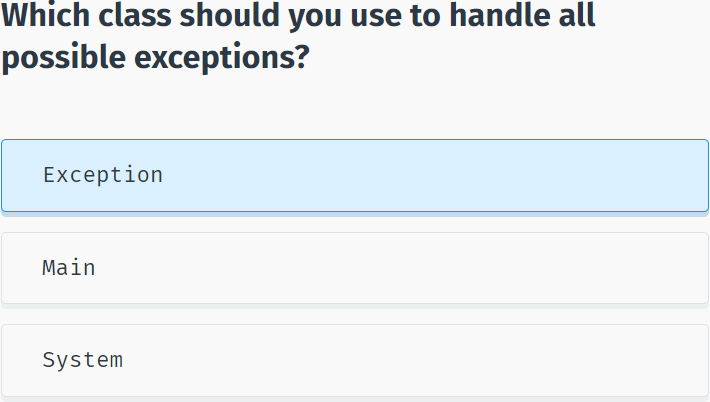 Which class should you use to handle all
possible exceptions?
Exception
Main
System